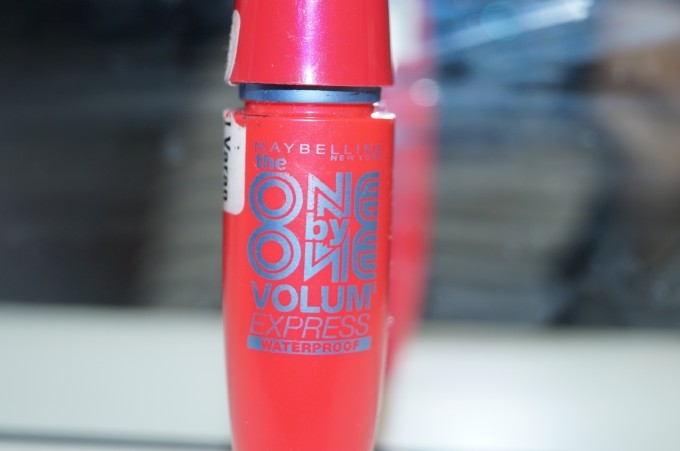 MAYBELLINE
NEW YORK
the
ONE
by
ONE
VOLUM'
EXPRESS
WATERPROOF